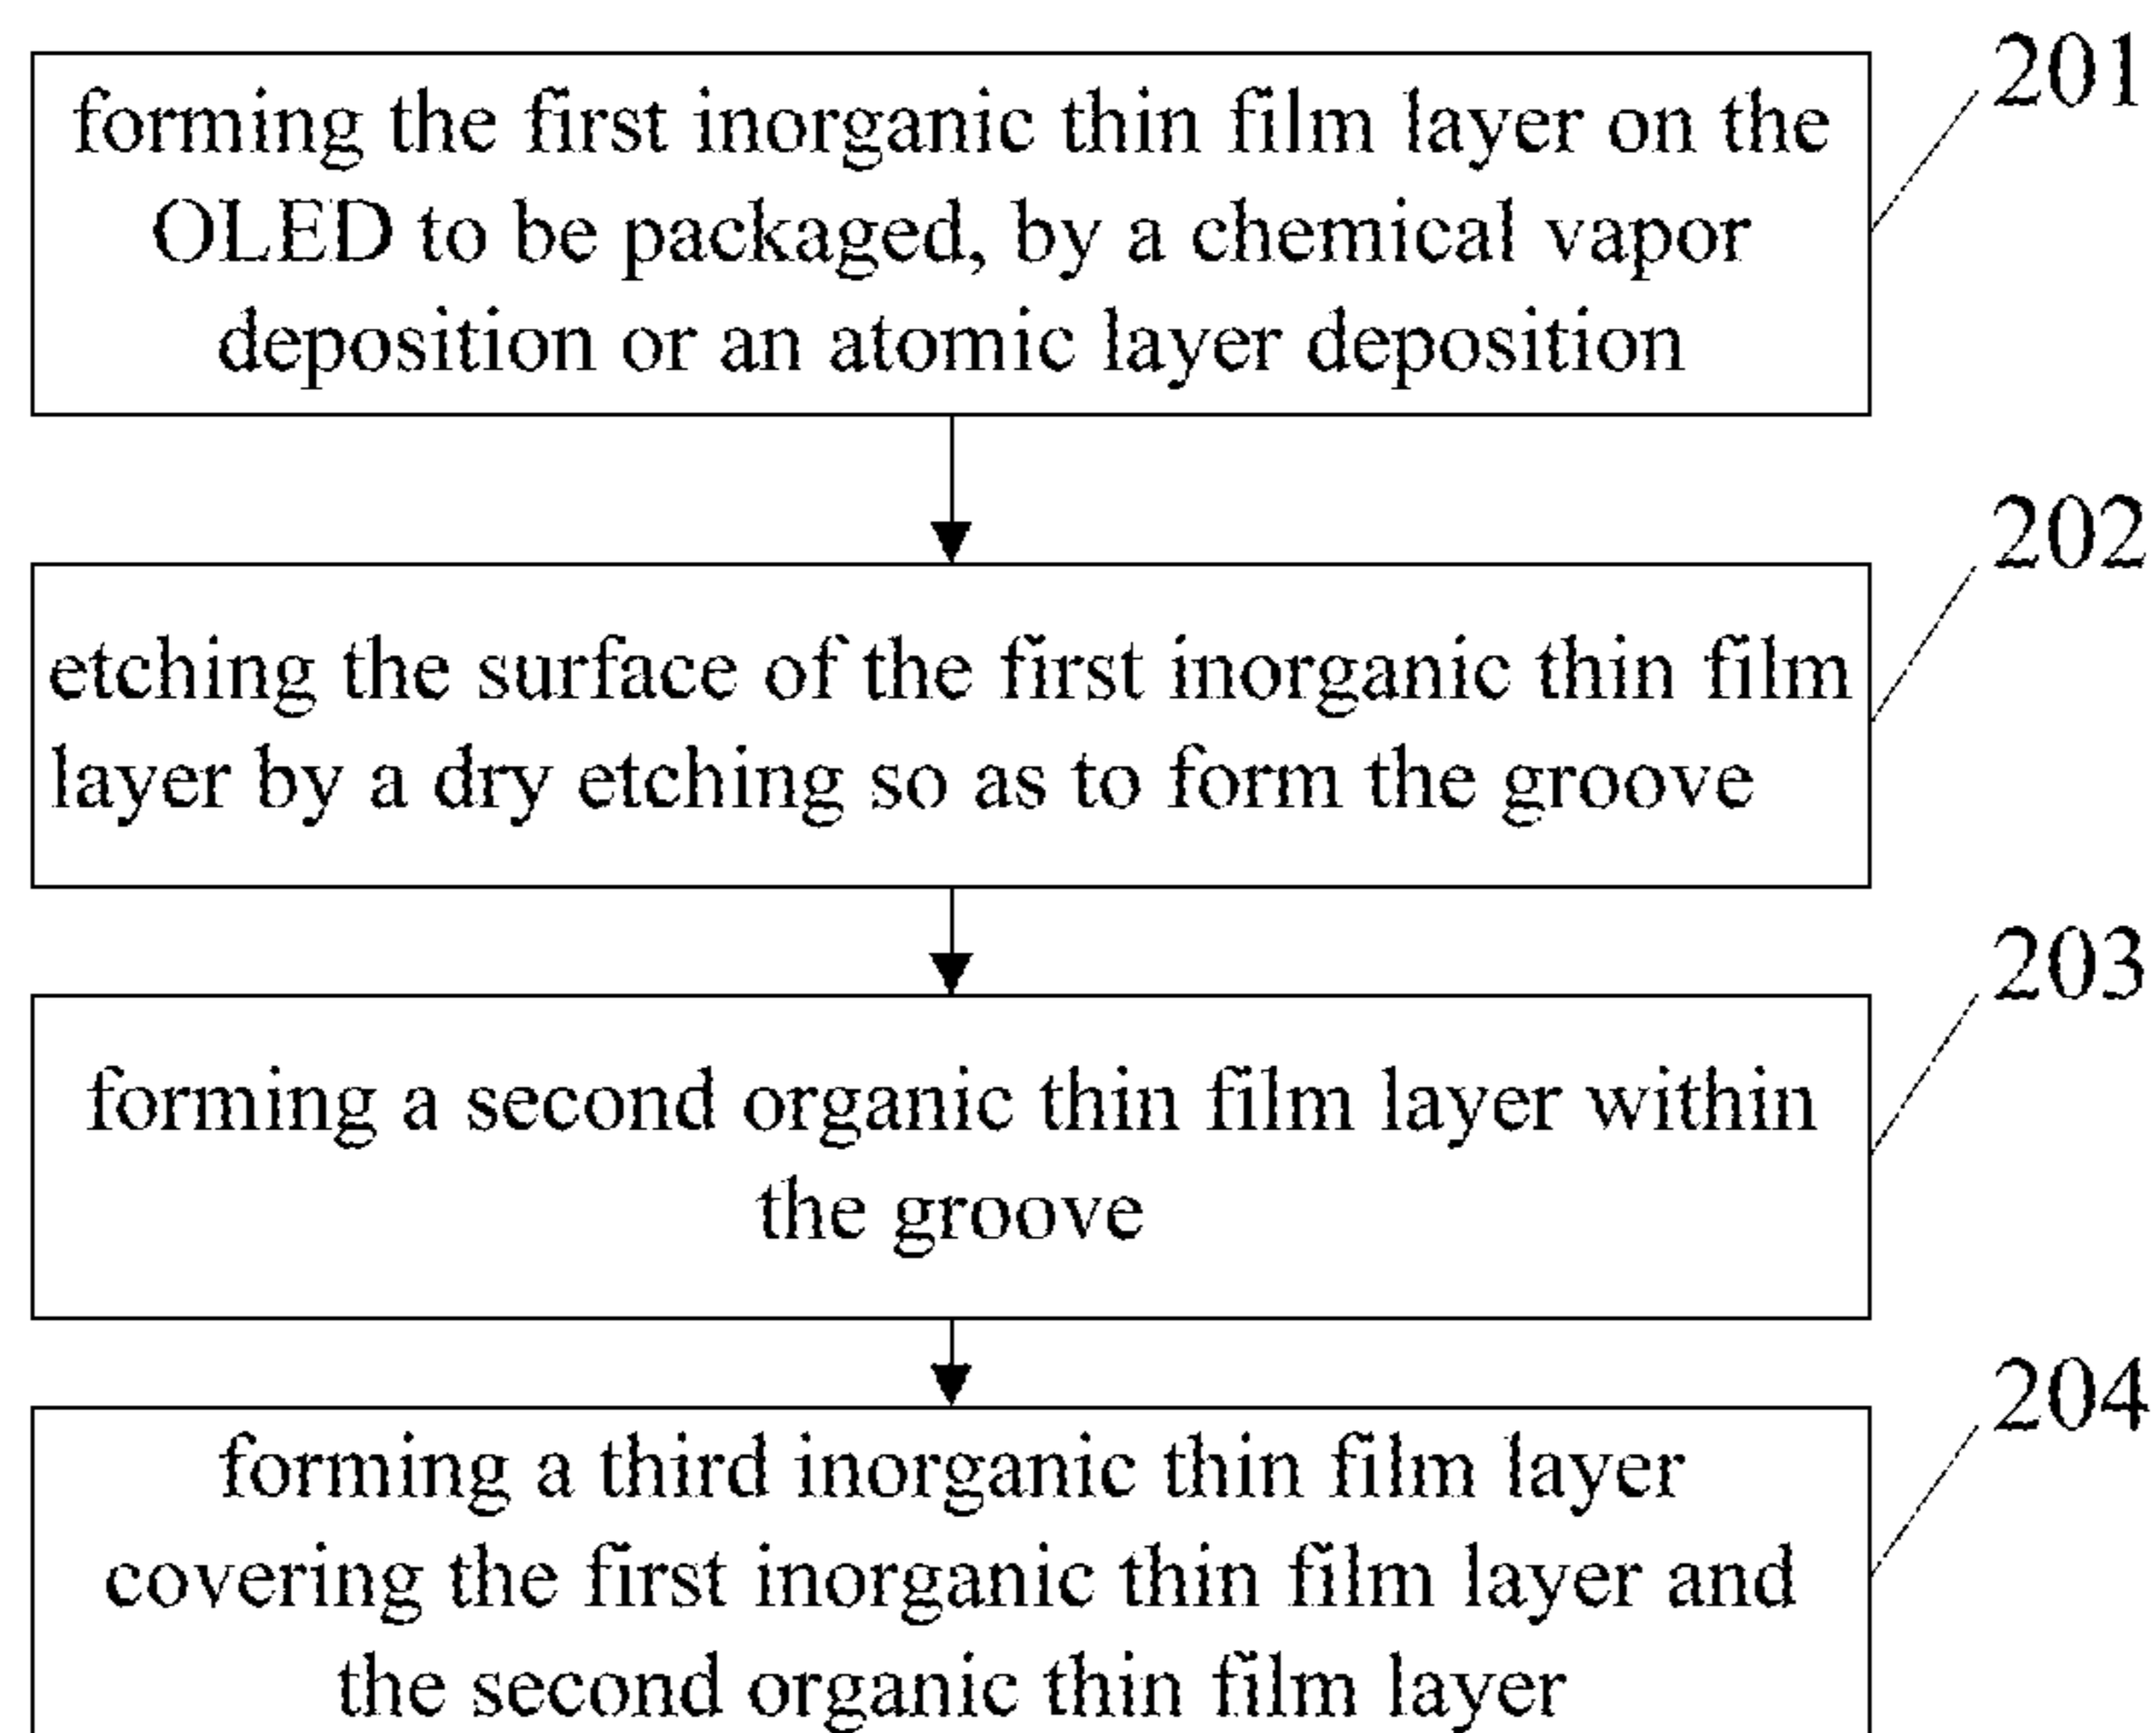 201
forming the first inorganic thin film layer on the
OLED to be packaged, by a chemical vapor
deposition or an atomic layer deposition
202
etching the surface of the first inorganic thin film
layer by a dry etching so as to form the groove
203
forming a second organic thin film layer within
the groove
204
forming a third inorganic thin film layer
covering the first inorganic thin film layer and
the second organic thin film layer